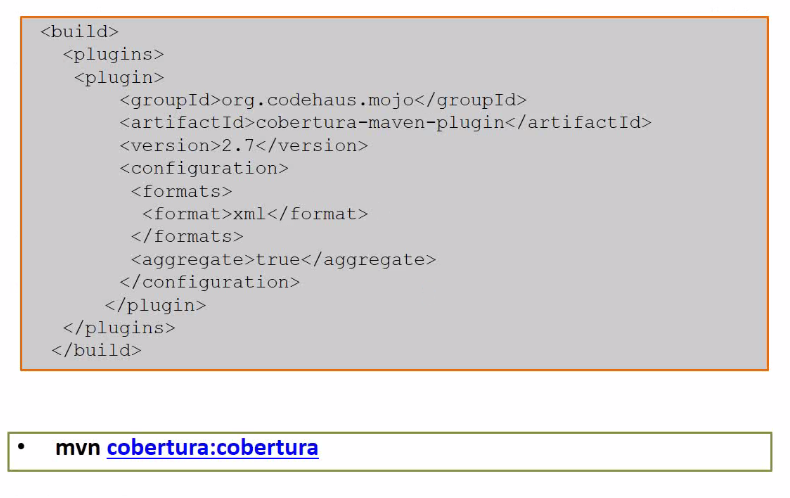 <build>
<plugins>
<plugin>
<groupId>org.codehaus.mojo</groupId>
<artifactId>cobertura-maven-plugin</artifactId>
<version>2.7</version>
<configuration>
<formats>
<format>xml</format>
</formats>
<aggregate>true</aggregate>
</configuration>
</plugin>
</plugins>
</build>
• mvn cobertura:cobertura